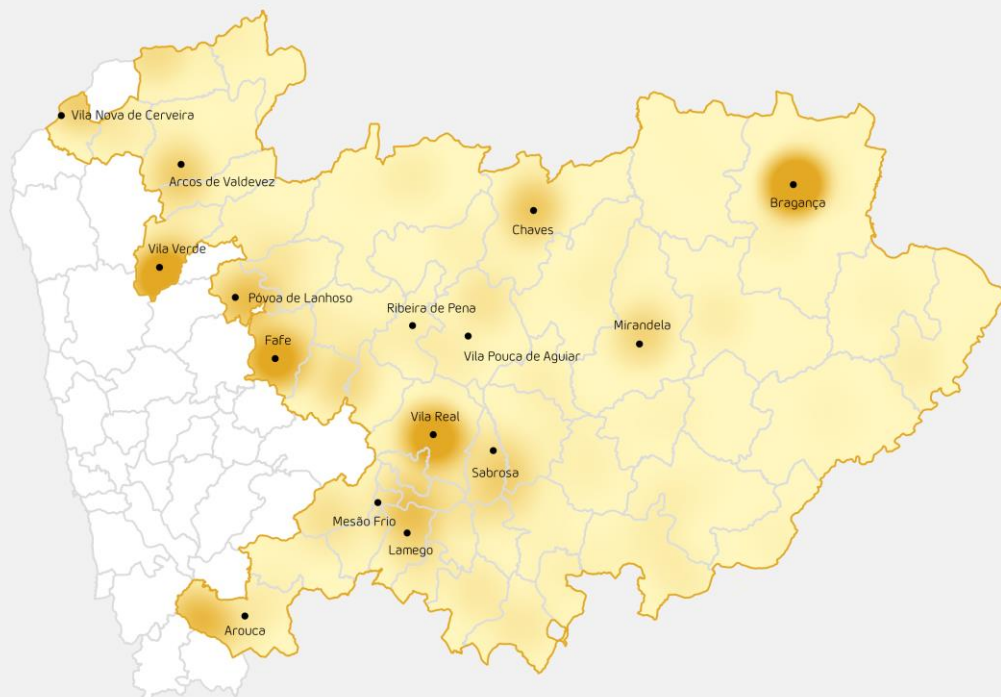 Vila Nova de Cerveira
Arcos de Valdevez
Bragança
Chaves
Vila Verde
Póvoa de Lanhoso
Ribeira de Pena
Mirandela
Fafe
Vila Pouca de Aguiar
Vila Real
Sabrosa
Mesão Frio
Lamego
Arouca